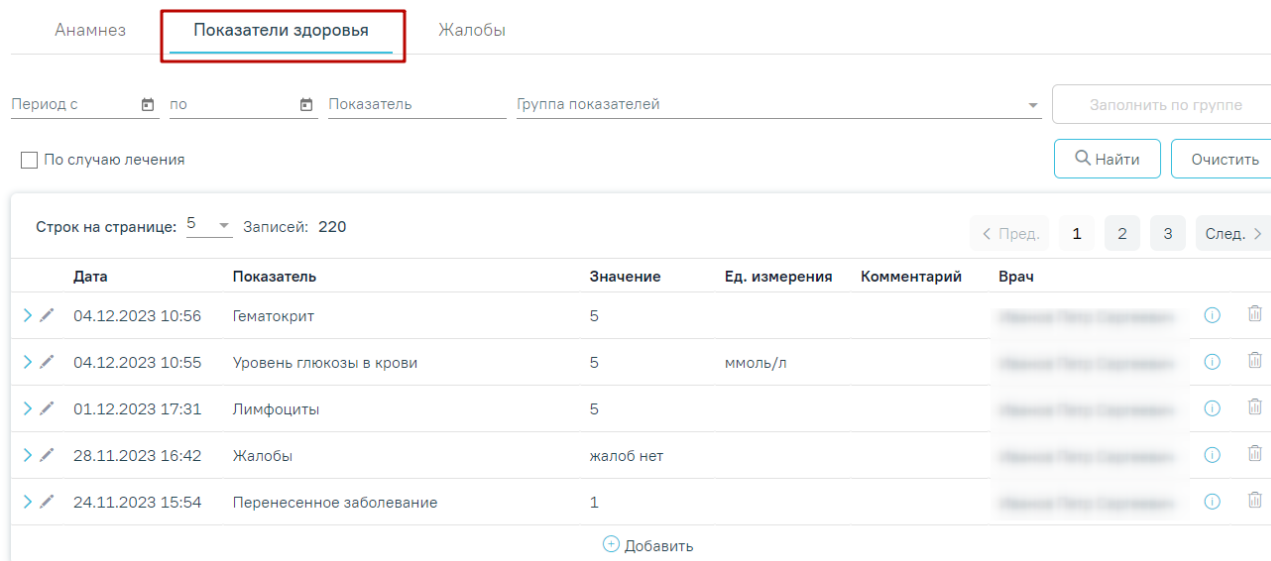 Анамнез Показатели здоровья Жалобы
Период с по Показатель Группа показателей Заполнить по группе
По случаю лечения Найти Очистить
Строк на странице: 5 Записей: 220 < Пред. 1 2 3 След. >
Дата Показатель Значение Ед. измерения Комментарий Врач
04.12.2023 10:56 Гематокрит 5
04.12.2023 10:55 Уровень глюкозы в крови 5 ммоль/л
01.12.2023 17:31 Лимфоциты 5
28.11.2023 16:42 Жалобы жалоб нет
24.11.2023 15:54 Перенесенное заболевание 1
Добавить